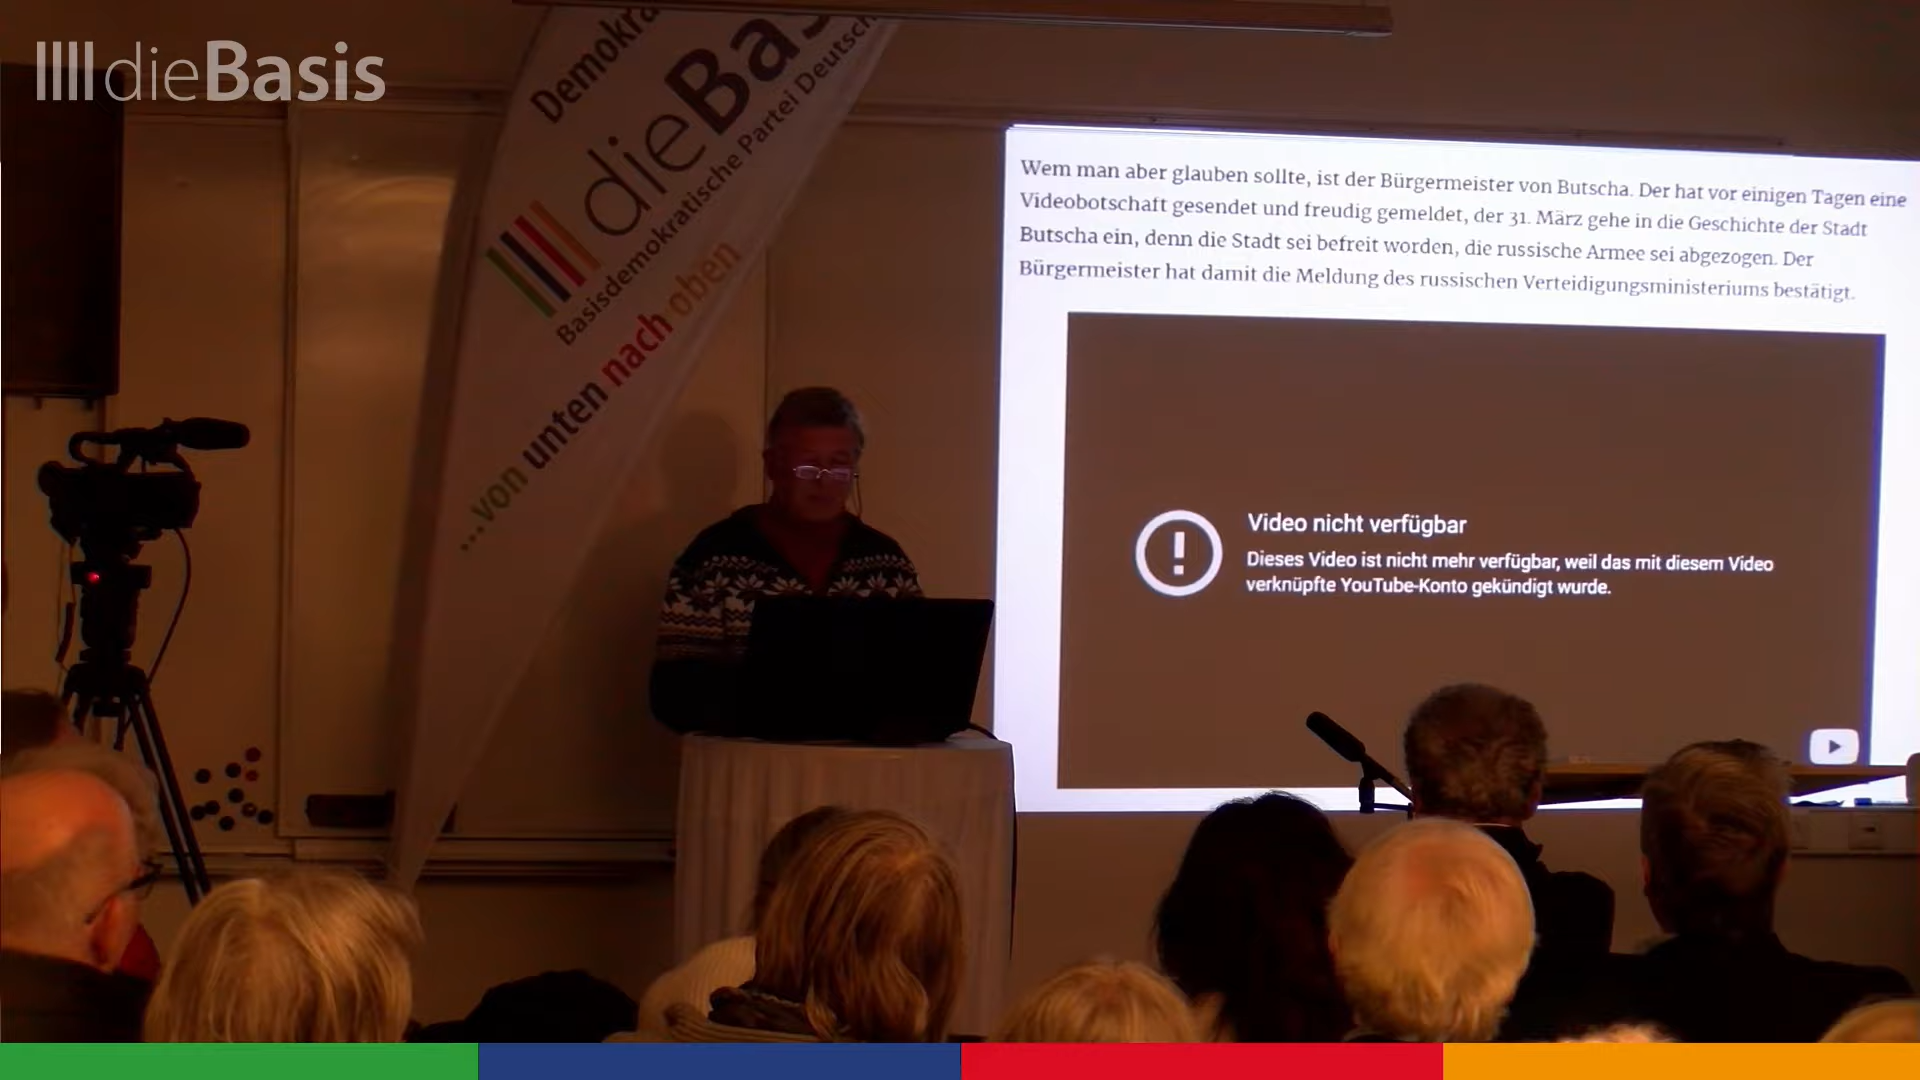 dieBasis
Demokra
dieBas
Basisdemokratische Partei Deutsch
...von unten nach oben
Wem man aber glauben sollte, ist der Bürgermeister von Butscha. Der hat vor einigen Tagen eine
Videobotschaft gesendet und freudig gemeldet, der 31. März gehe in die Geschichte der Stadt
Butscha ein, denn die Stadt sei befreit worden, die russische Armee sei abgezogen. Der
Bürgermeister hat damit die Meldung des russischen Verteidigungsministeriums bestätigt.
Video nicht verfügbar
Dieses Video ist nicht mehr verfügbar, weil das mit diesem Video
verknüpfte YouTube-Konto gekündigt wurde.